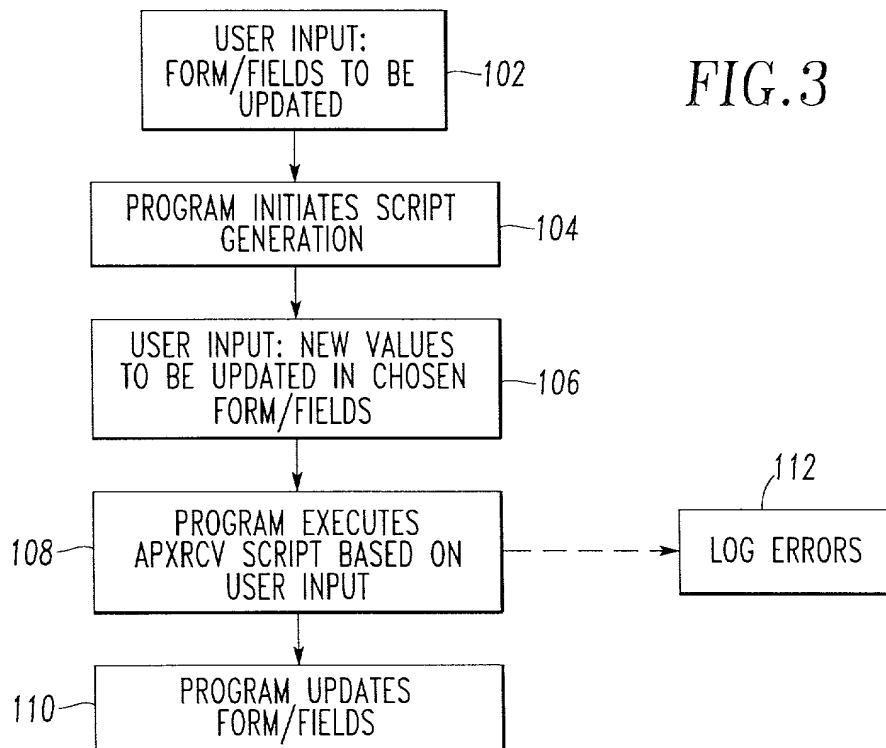 USER INPUT:
FORM/FIELDS TO BE
UPDATED
102
FIG.3
PROGRAM INITIATES SCRIPT
GENERATION
104
USER INPUT: NEW VALUES
TO BE UPDATED IN CHOSEN
FORM/FIELDS
106
108
PROGRAM EXECUTES
APXRCV SCRIPT BASED ON
USER INPUT
112
LOG ERRORS
110
PROGRAM UPDATES
FORM/FIELDS